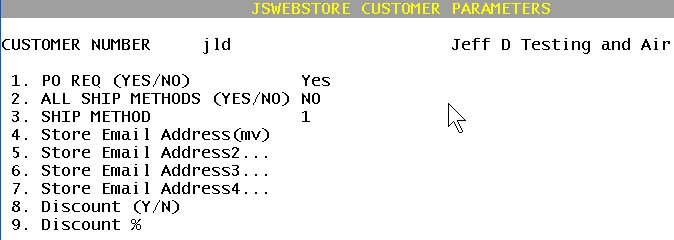 JSWEBSTORE CUSTOMER PARAMETERS
CUSTOMER NUMBER jld Jeff D Testing and Air
1. PO REQ (YES/NO) Yes
2. ALL SHIP METHODS (YES/NO) NO
3. SHIP METHOD 1
4. Store Email Address(mv)
5. Store Email Address2...
6. Store Email Address3...
7. Store Email Address4...
8. Discount (Y/N)
9. Discount %